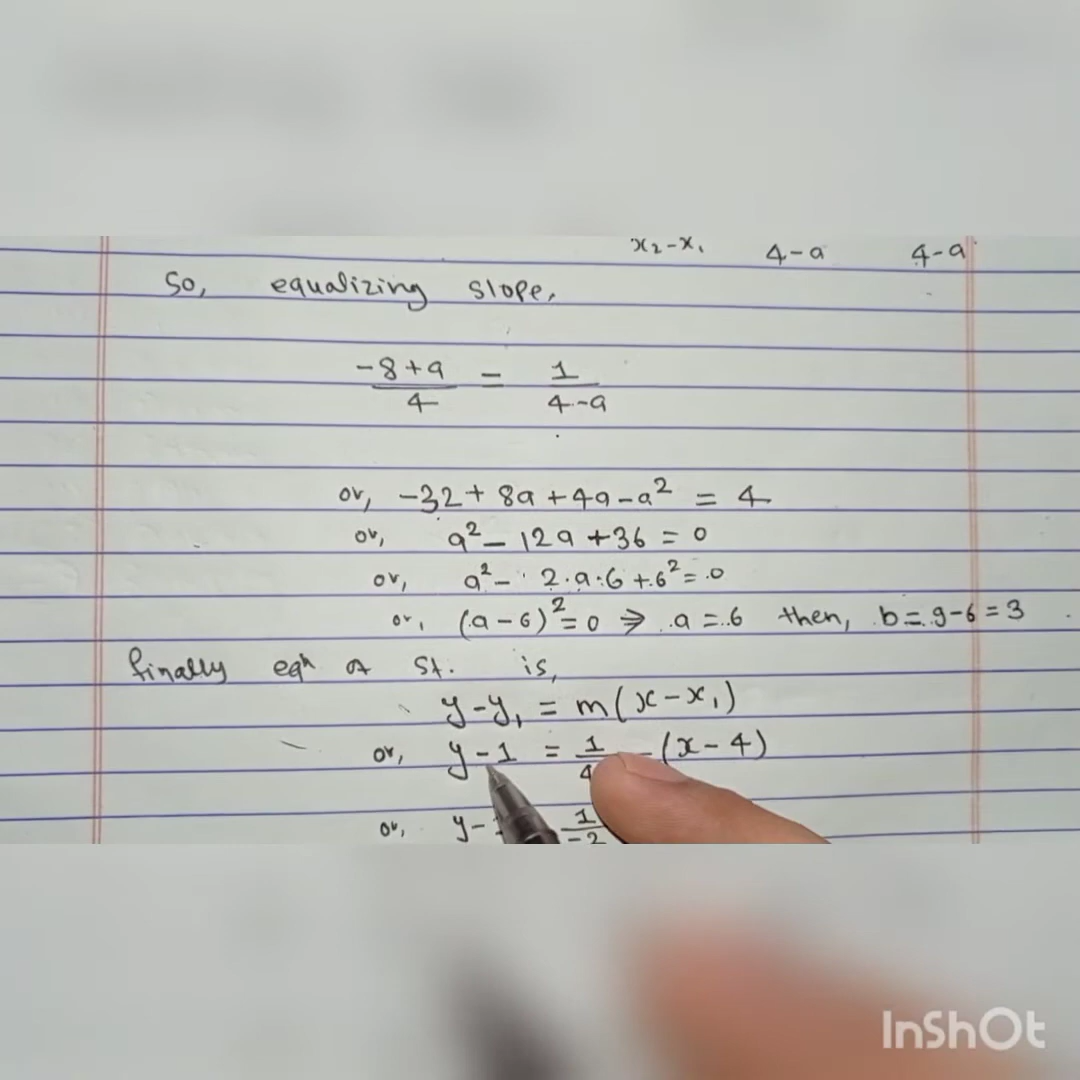 x₂-x₁ 4-a 4-a
So, equalizing slope,
-8+a/4 = 1/4-a
or, -32+8a+4a-a² = 4
or, a²-12a+36=0
or, a²-2.a.6+6²=0
or, (a-6)²=0 ⇒ a=6 then, b=9-6=3
finally eqⁿ of st. is,
y-y₁ = m(x-x₁)
or, y-1 = 1/4 (x-4)
or, y- 1/-2
InShOt